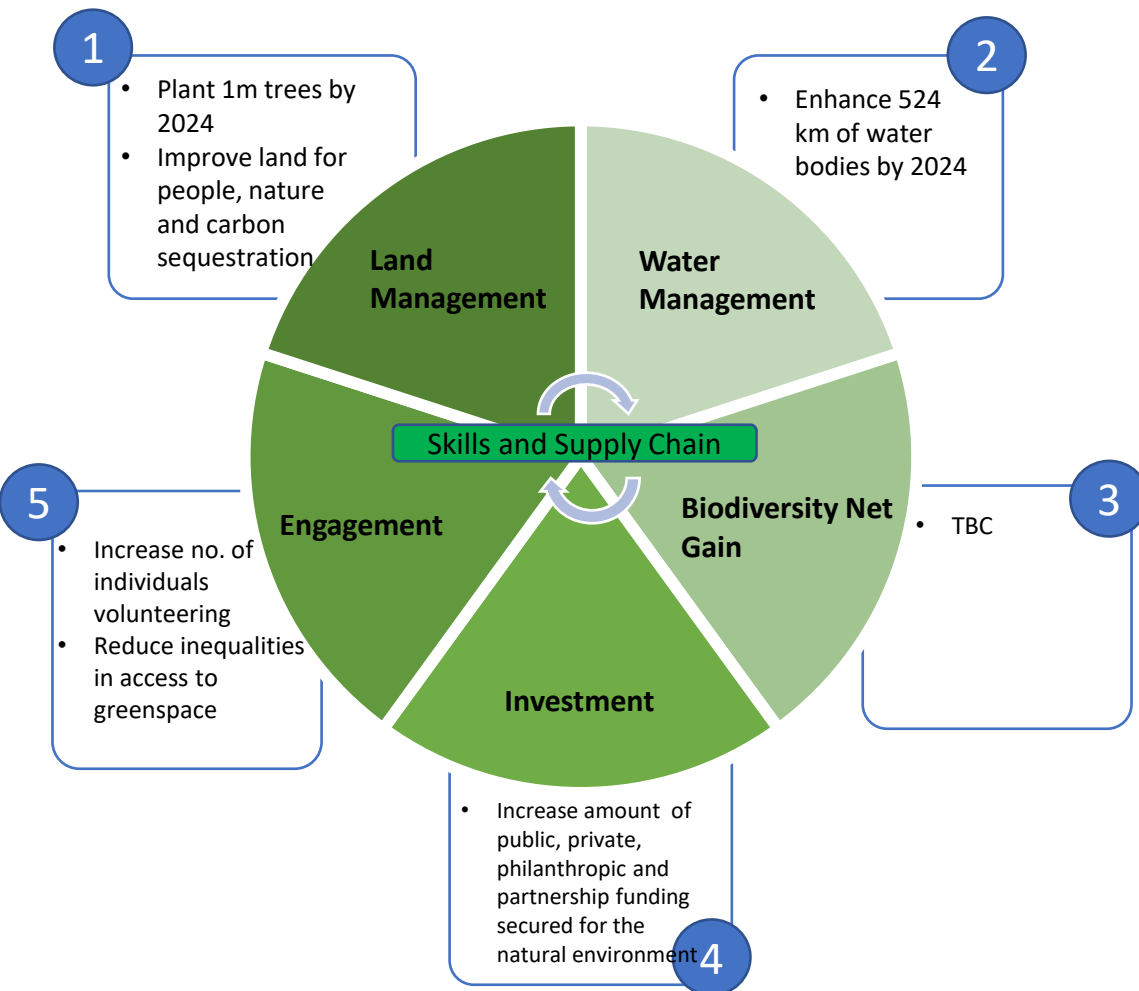 1
• Plant 1m trees by
2024
• Improve land for
people, nature
and carbon
sequestration
Land
Management
2
• Enhance 524
km of water
bodies by 2024
Water
Management
Skills and Supply Chain
3
• TBC
Biodiversity Net
Gain
4
• Increase amount of
public, private,
philanthropic and
partnership funding
secured for the
natural environment
Investment
5
• Increase no. of
individuals
volunteering
• Reduce inequalities
in access to
greenspace
Engagement